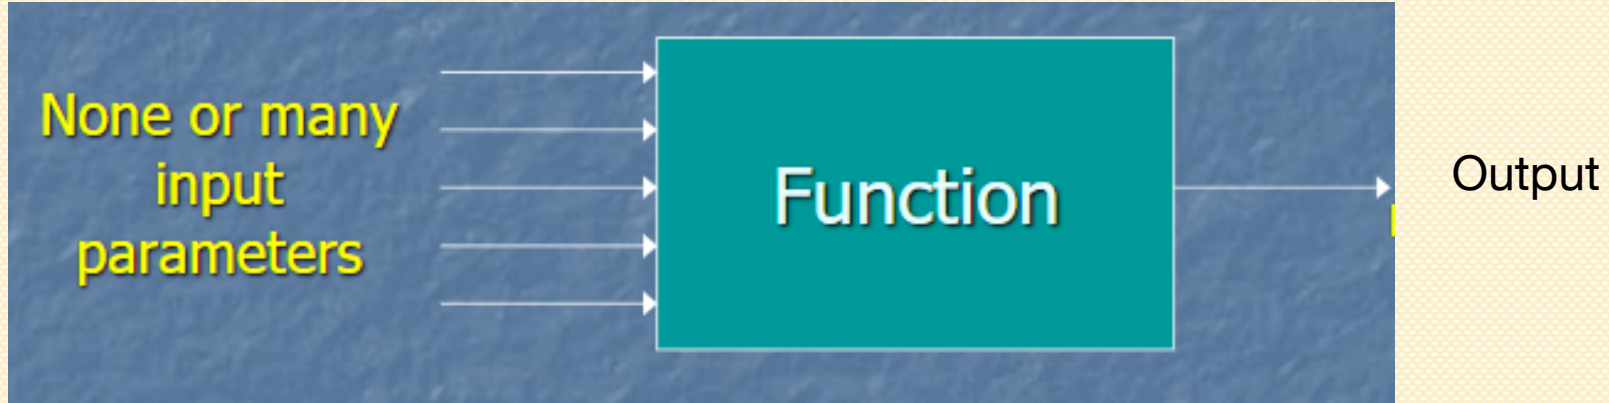 None or many
input
parameters
Function
Output